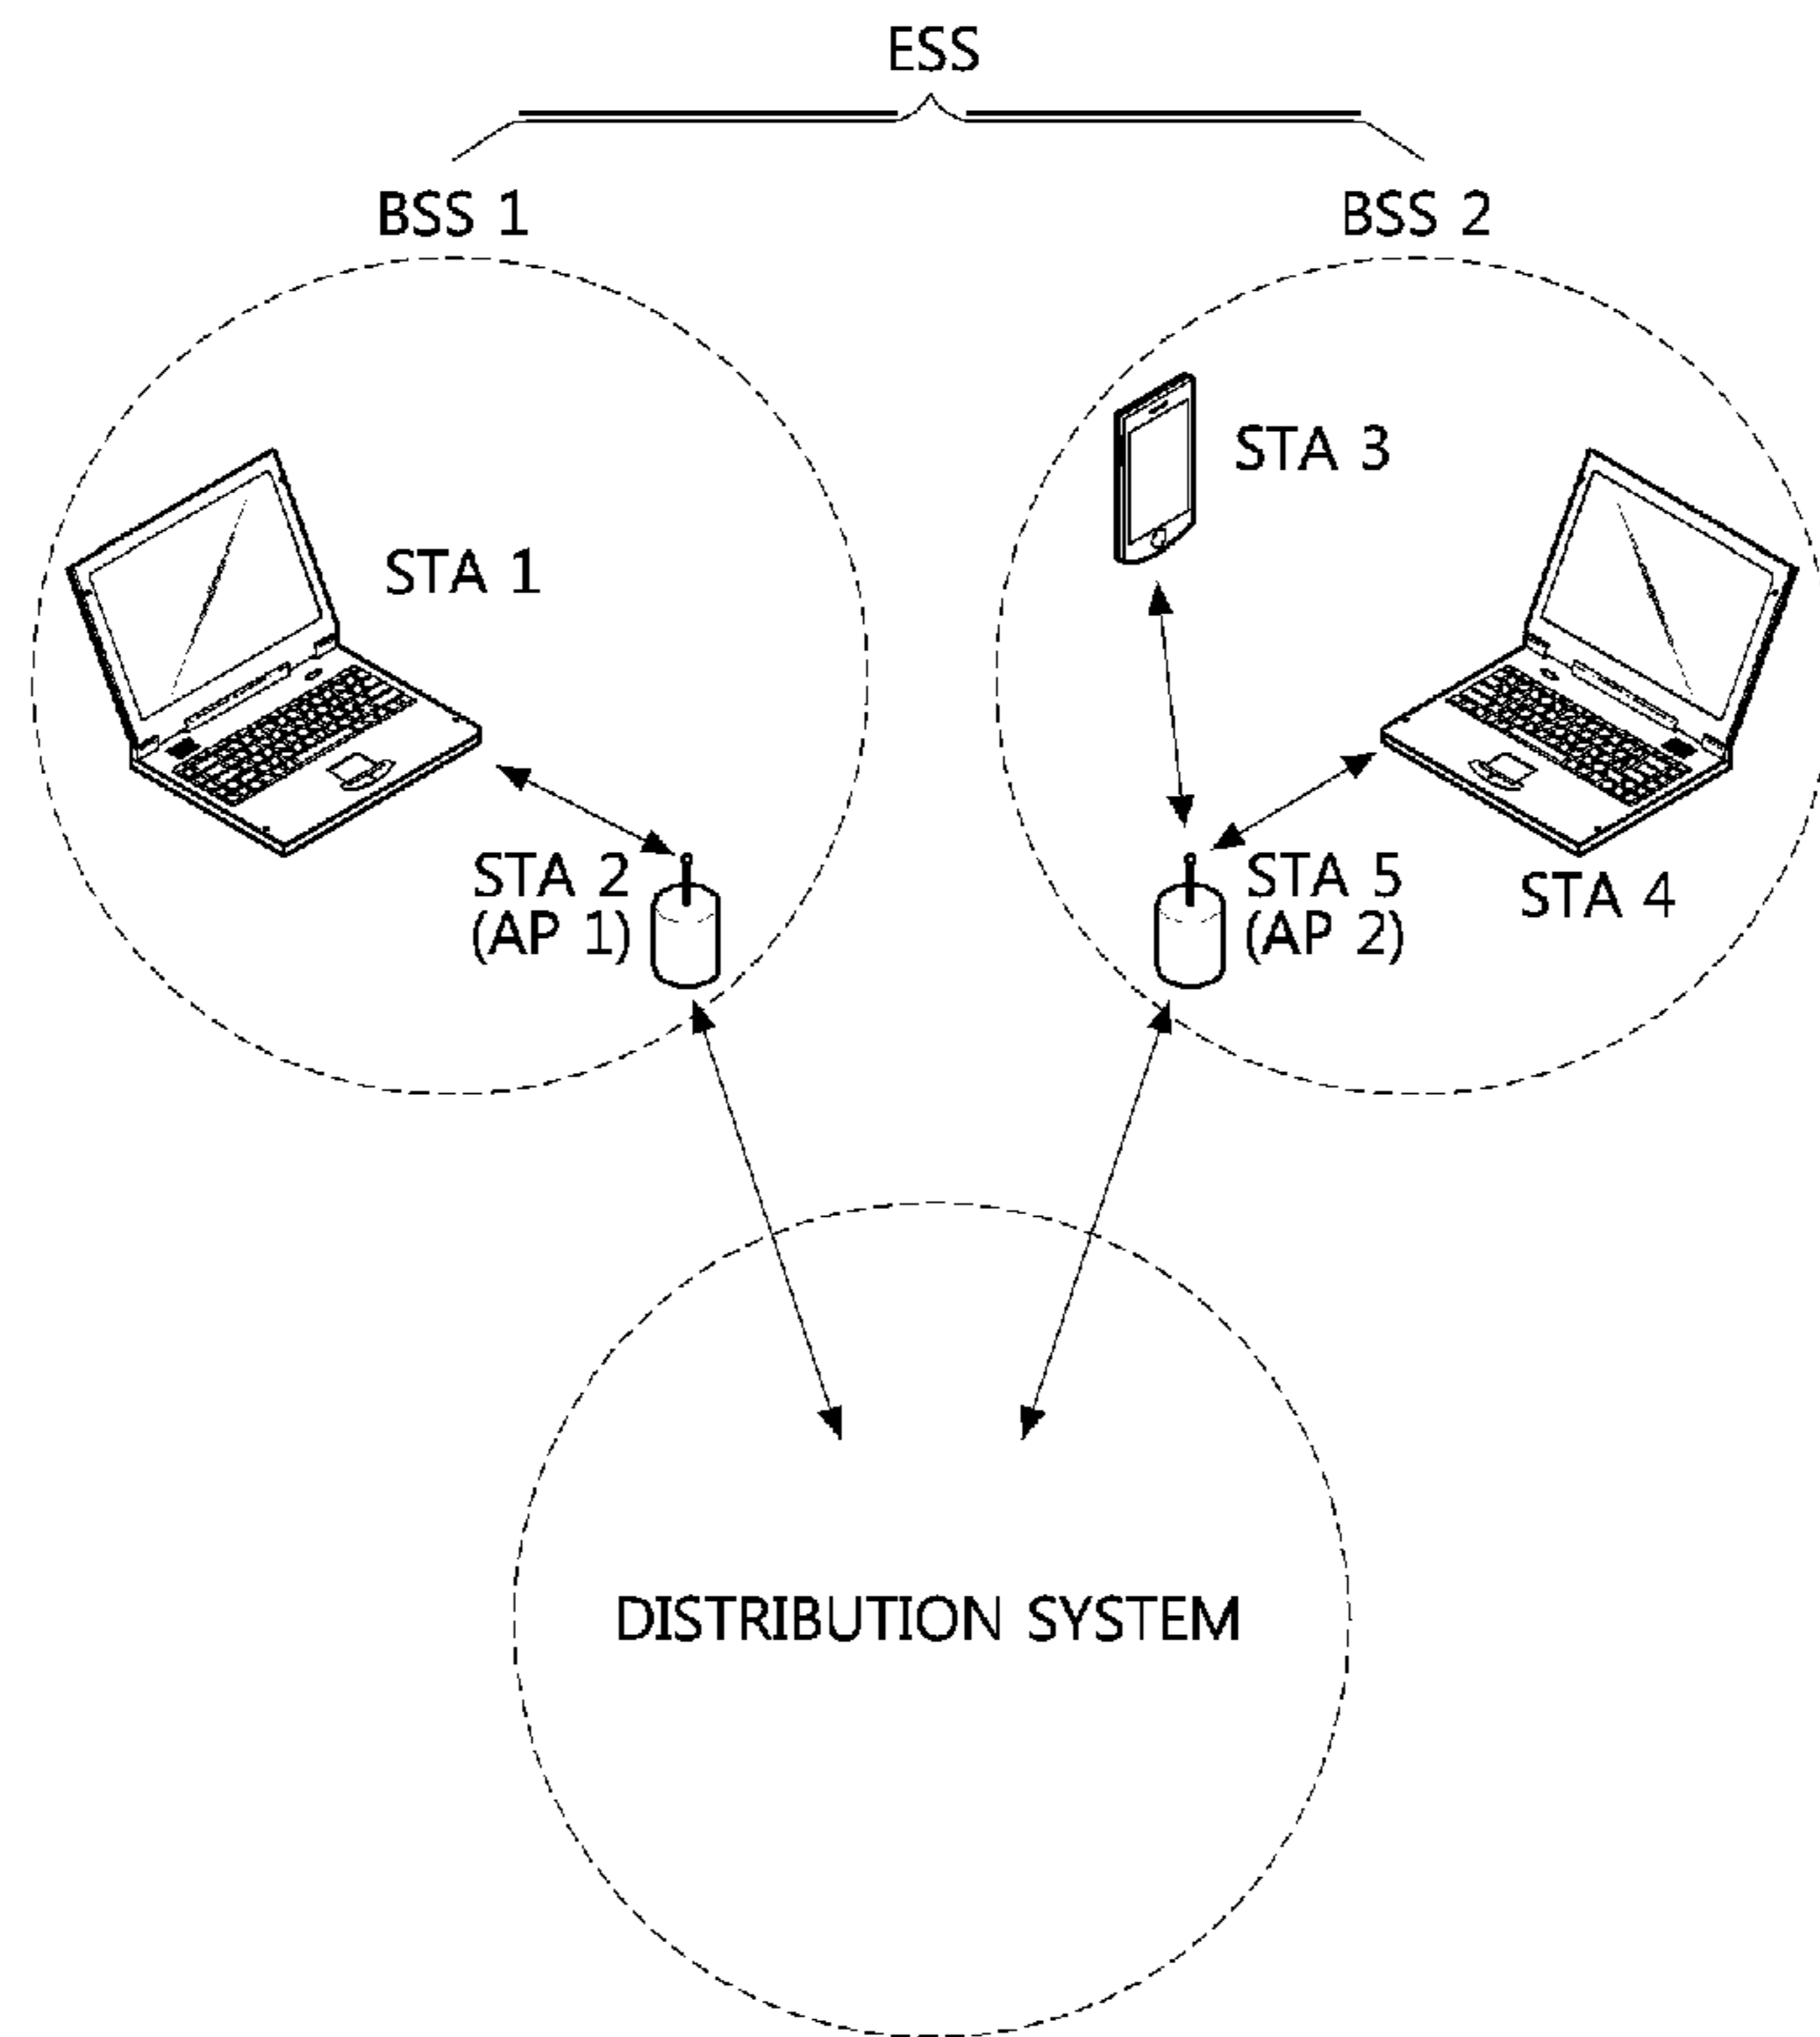 ESS
BSS 1
BSS 2
STA 3
STA 1
STA 2
(AP 1)
STA 5
(AP 2)
STA 4
DISTRIBUTION SYSTEM